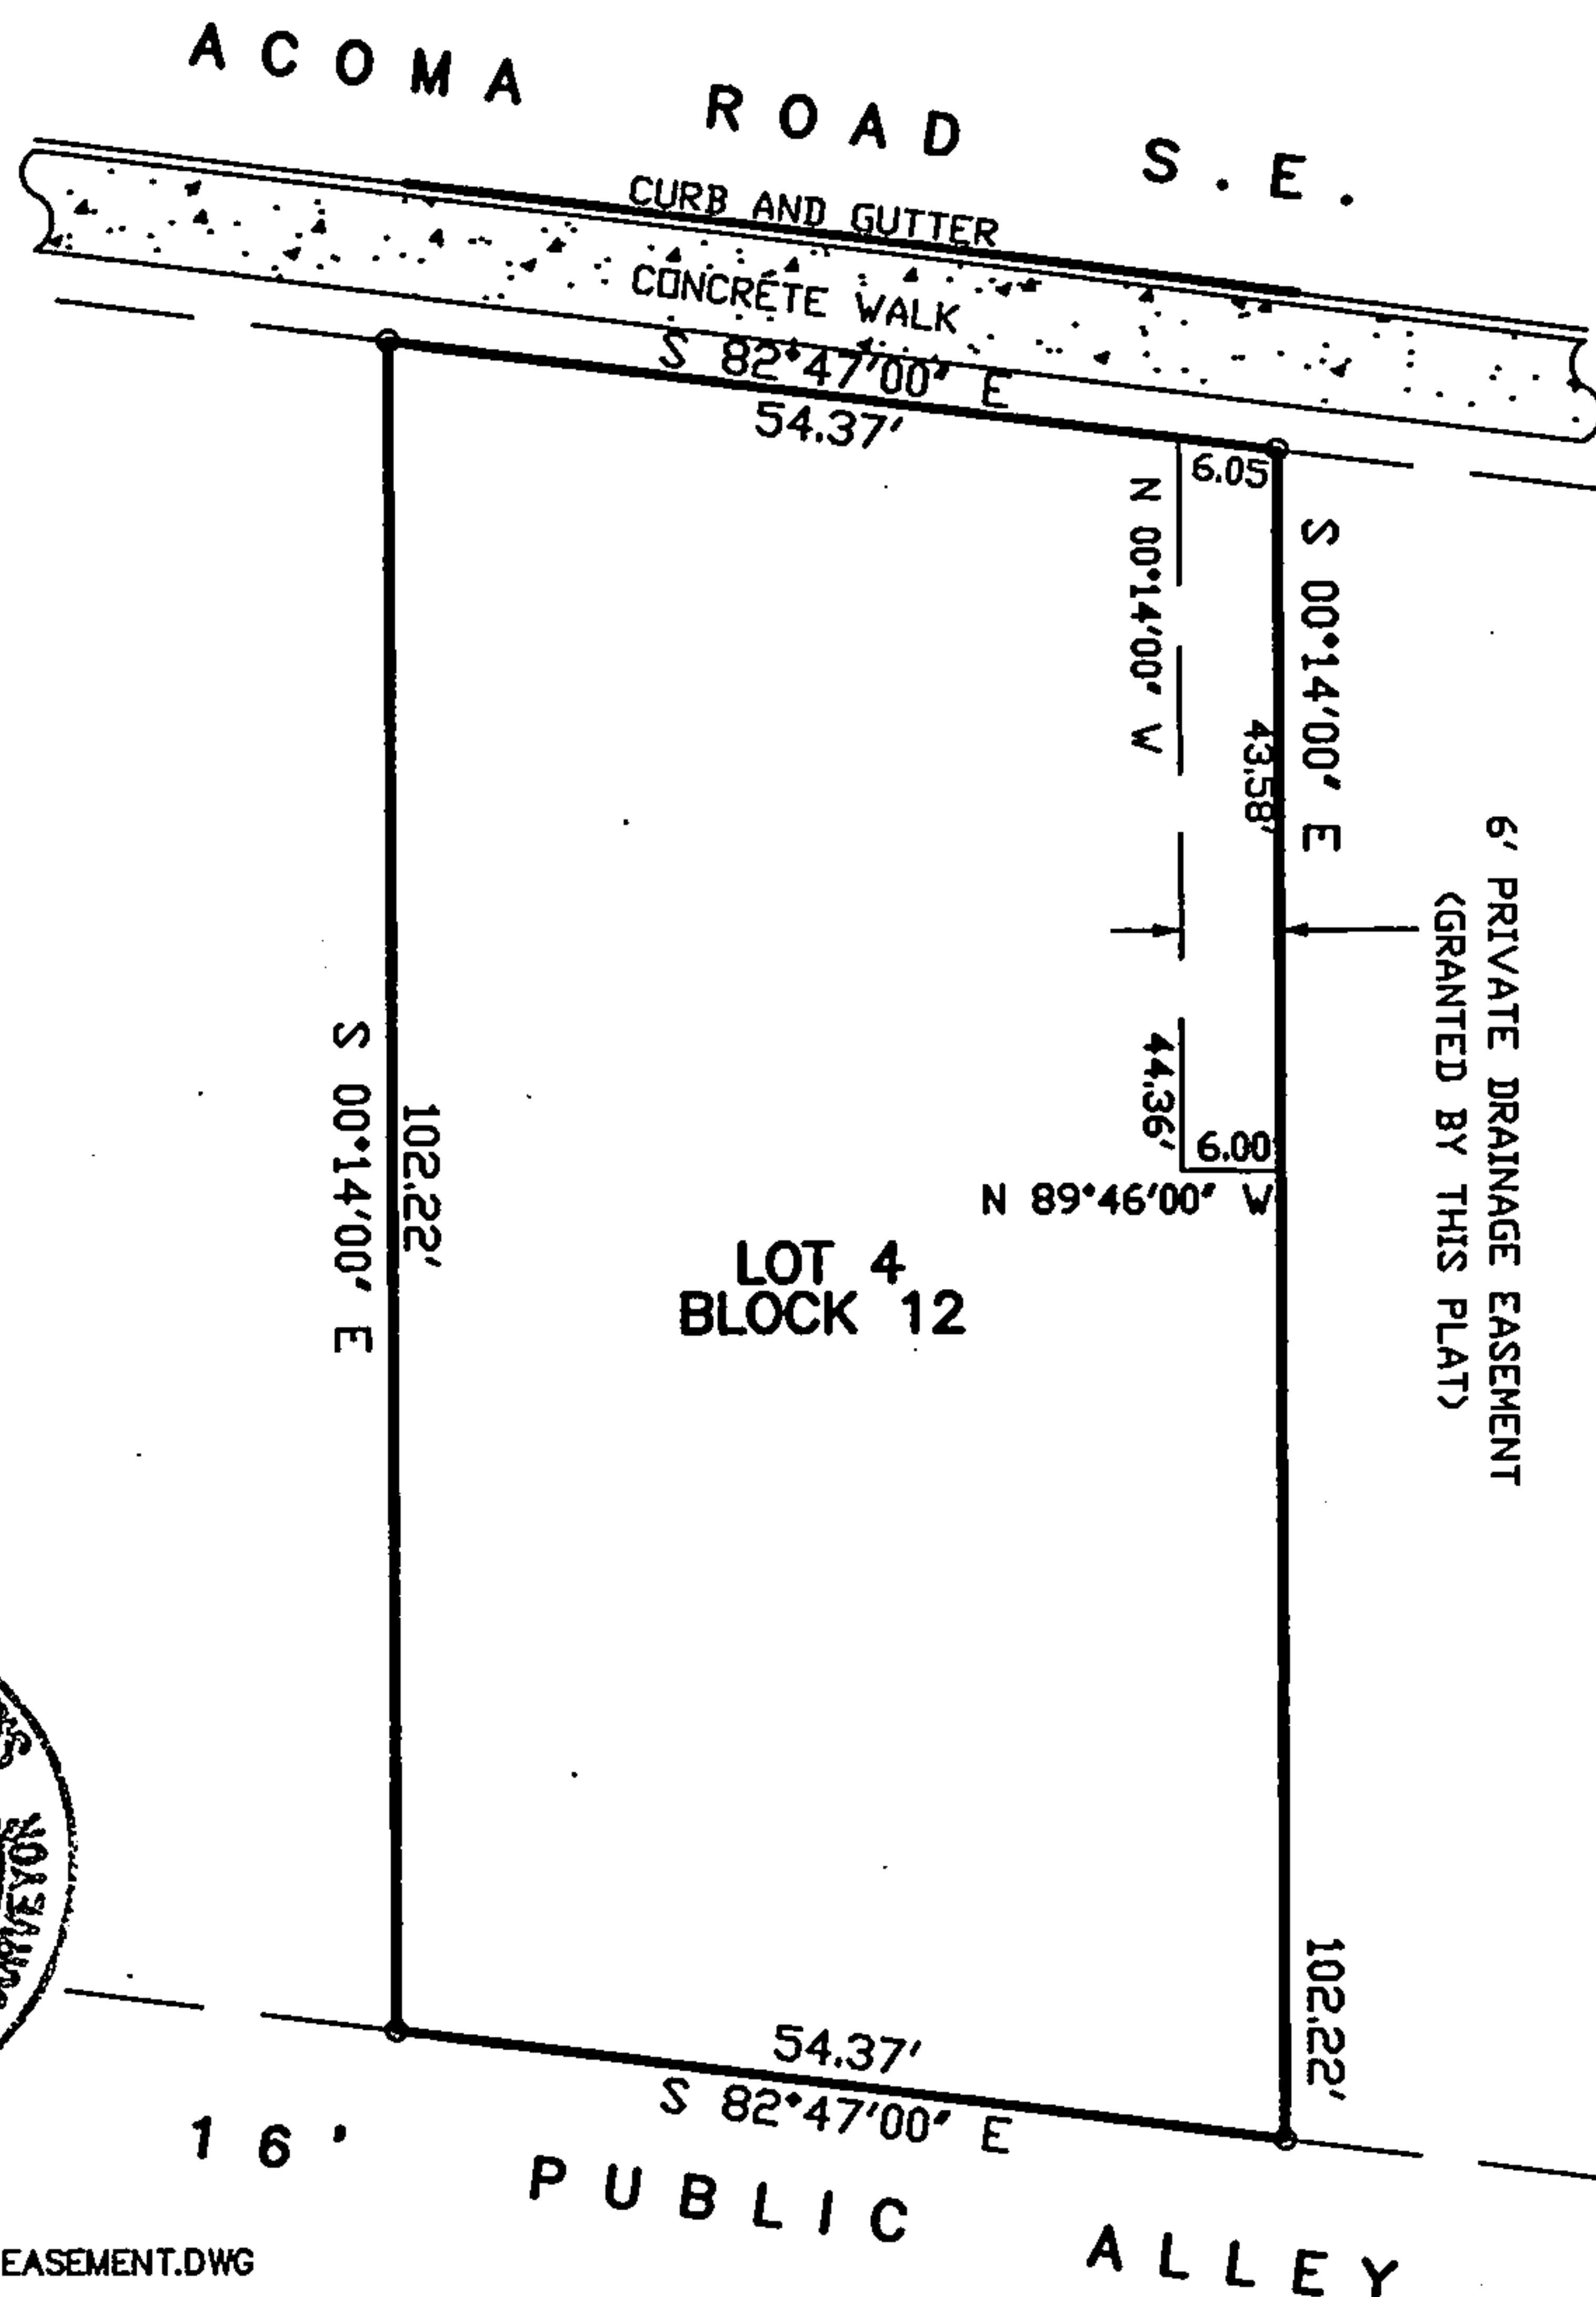 ACOMA ROAD S.E.
CURB AND GUTTER
CONCRETE WALK
S 82°47'00" E
54.37'
6.05
N 00°14'00" W
S 00°14'00" E
43.58'
6' PRIVATE DRAINAGE EASEMENT
(GRANTED BY THIS PLAT)
44.36'
6.00
N 89°46'00" W
S 00°14'00" E
102.22'
LOT 4
BLOCK 12
102.22'
54.37'
S 82°47'00" E
16' PUBLIC ALLEY
EASEMENT.DWG